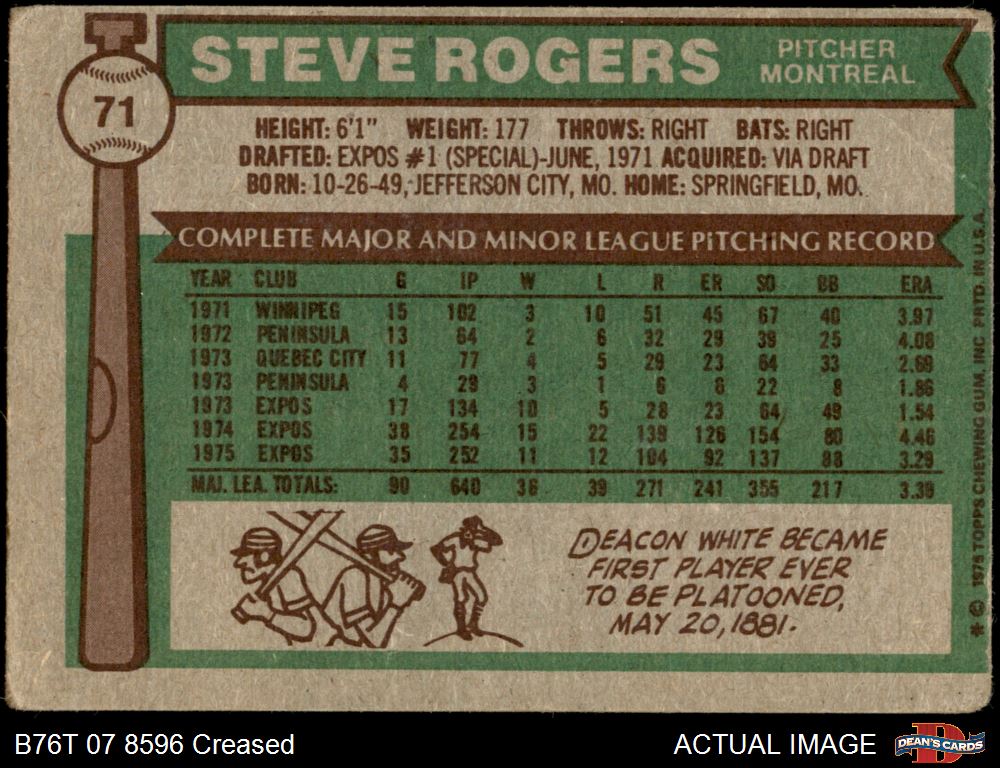 71
STEVE ROGERS
PITCHER
MONTREAL
HEIGHT: 6'1" WEIGHT: 177 THROWS: RIGHT BATS: RIGHT
DRAFTED: EXPOS #1 (SPECIAL)-JUNE, 1971 ACQUIRED: VIA DRAFT
BORN: 10-26-49, JEFFERSON CITY, MO. HOME: SPRINGFIELD, MO.
COMPLETE MAJOR AND MINOR LEAGUE PITCHING RECORD
YEAR CLUB G IP W L R ER SO BB ERA
1971 WINNIPEG 15 102 3 10 51 45 67 40 3.97
1972 PENINSULA 13 64 2 6 32 29 39 25 4.08
1973 QUEBEC CITY 11 77 4 5 29 23 64 33 2.69
1973 PENINSULA 4 29 3 1 6 6 22 8 1.86
1973 EXPOS 17 134 10 5 28 23 64 49 1.54
1974 EXPOS 38 254 15 22 139 126 154 80 4.46
1975 EXPOS 35 252 11 12 104 92 137 88 3.29
MAJ. LEA. TOTALS: 90 640 36 39 271 241 355 217 3.39
DEACON WHITE BECAME
FIRST PLAYER EVER
TO BE PLATOONED,
MAY 20, 1881.
* © 1975 TOPPS CHEWING GUM, INC. PRTD. IN U.S.A.
B76T 07 8596 Creased
ACTUAL IMAGE
D
DEAN'S CARDS